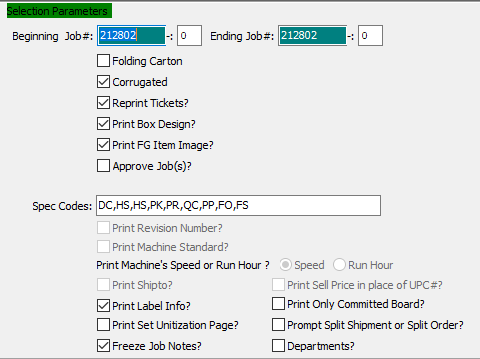 Selection Parameters
Beginning Job#: 212802 -: 0 Ending Job#: 212802 -: 0
Folding Carton
Corrugated
Reprint Tickets?
Print Box Design?
Print FG Item Image?
Approve Job(s)?
Spec Codes: DC,HS,HS,PK,PR,QC,PP,FO,FS
Print Revision Number?
Print Machine Standard?
Print Machine's Speed or Run Hour ? Speed Run Hour
Print Shipto? Print Sell Price in place of UPC#?
Print Label Info? Print Only Committed Board?
Print Set Unitization Page? Prompt Split Shipment or Split Order?
Freeze Job Notes? Departments?